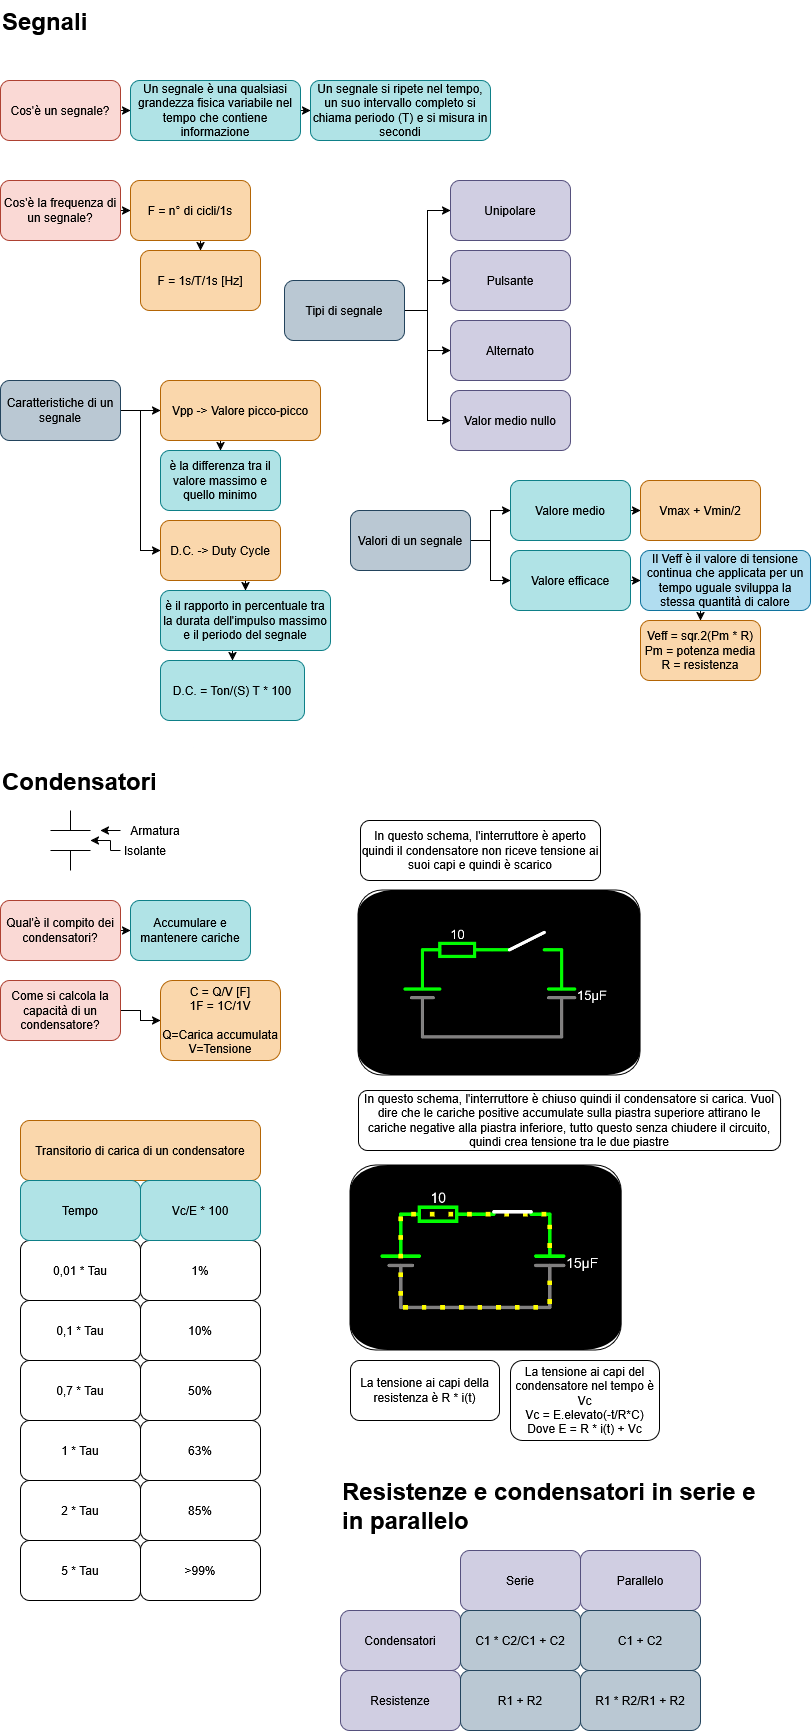 Segnali
Cos'è un segnale?
Un segnale è una qualsiasi
grandezza fisica variabile nel
tempo che contiene
informazione
Un segnale si ripete nel tempo,
un suo intervallo completo si
chiama periodo (T) e si misura in
secondi
Cos'è la frequenza di
un segnale?
F = n° di cicli/1s
F = 1s/T/1s [Hz]
Tipi di segnale
Unipolare
Pulsante
Alternato
Valor medio nullo
Caratteristiche di un
segnale
Vpp -> Valore picco-picco
è la differenza tra il
valore massimo e
quello minimo
D.C. -> Duty Cycle
è il rapporto in percentuale tra
la durata dell'impulso massimo
e il periodo del segnale
D.C. = Ton/(S) T * 100
Valori di un segnale
Valore medio
Vmax + Vmin/2
Valore efficace
Il Veff è il valore di tensione
continua che applicata per un
tempo uguale sviluppa la
stessa quantità di calore
Veff = sqr.2(Pm * R)
Pm = potenza media
R = resistenza
Condensatori
Armatura
Isolante
Qual'è il compito dei
condensatori?
Accumulare e
mantenere cariche
Come si calcola la
capacità di un
condensatore?
C = Q/V [F]
1F = 1C/1V
Q=Carica accumulata
V=Tensione
In questo schema, l'interruttore è aperto
quindi il condensatore non riceve tensione ai
suoi capi e quindi è scarico
10
15µF
In questo schema, l'interruttore è chiuso quindi il condensatore si carica. Vuol
dire che le cariche positive accumulate sulla piastra superiore attirano le
cariche negative alla piastra inferiore, tutto questo senza chiudere il circuito,
quindi crea tensione tra le due piastre
10
15µF
La tensione ai capi della
resistenza è R * i(t)
La tensione ai capi del
condensatore nel tempo è
Vc
Vc = E.elevato(-t/R*C)
Dove E = R * i(t) + Vc
Transitorio di carica di un condensatore
Tempo
Vc/E * 100
0,01 * Tau
1%
0,1 * Tau
10%
0,7 * Tau
50%
1 * Tau
63%
2 * Tau
85%
5 * Tau
>99%
Resistenze e condensatori in serie e
in parallelo
Serie
Parallelo
Condensatori
C1 * C2/C1 + C2
C1 + C2
Resistenze
R1 + R2
R1 * R2/R1 + R2